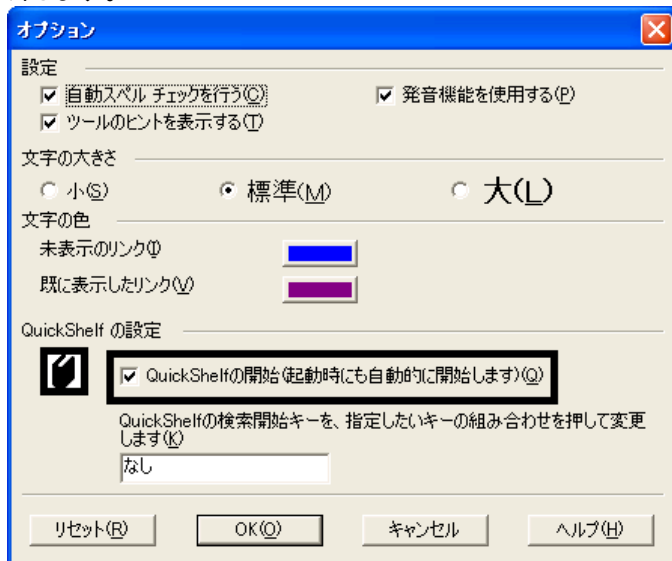 オプション
設定
自動スペル チェックを行う(C)
発音機能を使用する(P)
ツールのヒントを表示する(T)
文字の大きさ
小(S)
標準(M)
大(L)
文字の色
未表示のリンク(I)
既に表示したリンク(V)
QuickShelf の設定
QuickShelfの開始(起動時にも自動的に開始します)(Q)
QuickShelfの検索開始キーを、指定したいキーの組み合わせを押して変更
します(K)
なし
リセット(R)
OK(O)
キャンセル
ヘルプ(H)